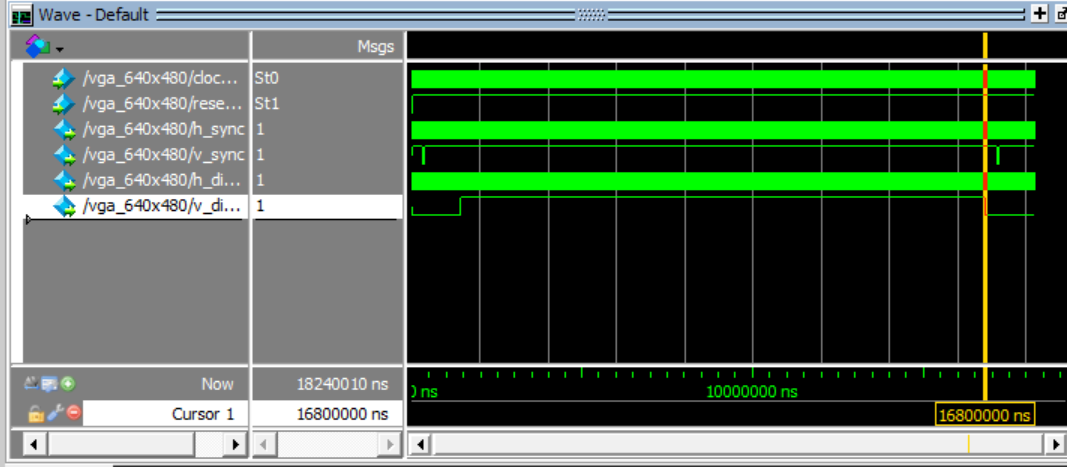 Wave - Default
Msgs
/vga_640x480/cloc... St0
/vga_640x480/rese... St1
/vga_640x480/h_sync 1
/vga_640x480/v_sync 1
/vga_640x480/h_di... 1
/vga_640x480/v_di... 1
Now 18240010 ns
ns 10000000 ns
Cursor 1 16800000 ns
16800000 ns